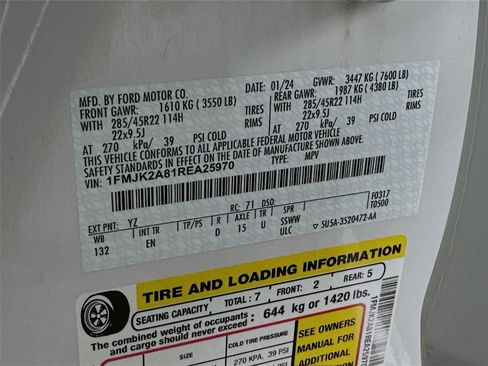 MFD. BY FORD MOTOR CO.
01/24 GVWR: 3447 KG (7600 LB)
FRONT GAWR: 1610 KG (3550 LB) REAR GAWR: 1987 KG (4380 LB)
WITH 285/45R22 114H TIRES WITH 285/45R22 114H TIRES
22x9.5J RIMS 22x9.5J RIMS
AT 270 kPa/ 39 PSI COLD AT 270 kPa/ 39 PSI COLD
THIS VEHICLE CONFORMS TO ALL APPLICABLE FEDERAL MOTOR VEHICLE
SAFETY STANDARDS IN EFFECT ON THE DATE OF MANUFACTURE SHOWN ABOVE.
VIN: 1FMJK2A81REA25970 TYPE: MPV
F0317
T0500
EXT PNT: YZ RC: 71 DSO:
WB INT TR TP/PS R AXLE TR SPR
132 EN D 15 U SSWW
ULC 5U5A-3520472-AA
TIRE AND LOADING INFORMATION
SEATING CAPACITY TOTAL: 7 FRONT: 2 REAR: 5
The combined weight of occupants
and cargo should never exceed: 644 kg or 1420 lbs.
SIZE COLD TIRE
270 KPA, 39 PSI
SEE OWNERS
MANUAL FOR
ADDITIONAL